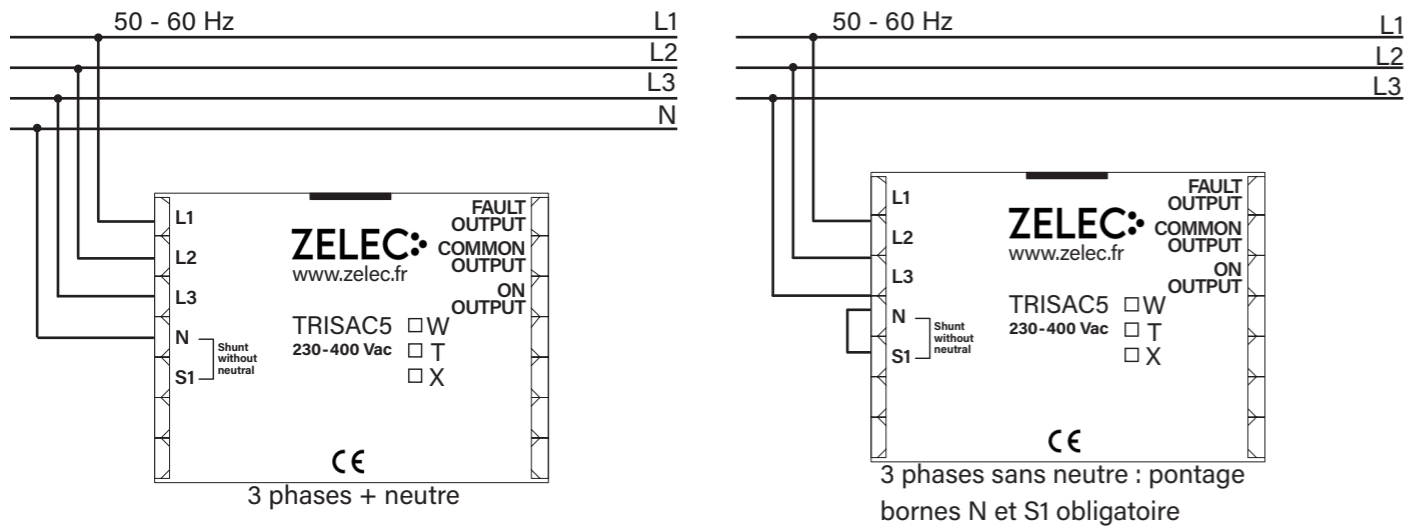 50 - 60 Hz
L1
L2
L3
N
L1
L2
L3
N
S1
Shunt
without
neutral
ZELEC
www.zelec.fr
FAULT
OUTPUT
COMMON
OUTPUT
ON
OUTPUT
TRISAC5
230-400 Vac
W
T
X
CE
3 phases + neutre
50 - 60 Hz
L1
L2
L3
L1
L2
L3
N
S1
Shunt
without
neutral
ZELEC
www.zelec.fr
FAULT
OUTPUT
COMMON
OUTPUT
ON
OUTPUT
TRISAC5
230-400 Vac
W
T
X
CE
3 phases sans neutre : pontage
bornes N et S1 obligatoire